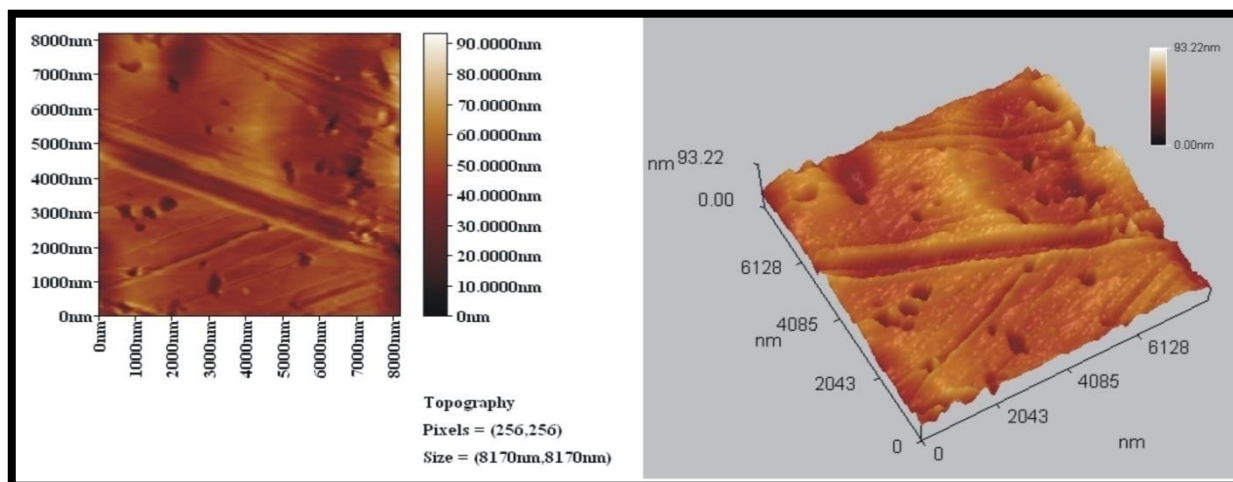 8000nm
7000nm
6000nm
5000nm
4000nm
3000nm
2000nm
1000nm
0nm
0nm
1000nm
2000nm
3000nm
4000nm
5000nm
6000nm
7000nm
8000nm
90.0000nm
80.0000nm
70.0000nm
60.0000nm
50.0000nm
40.0000nm
30.0000nm
20.0000nm
10.0000nm
0nm
Topography
Pixels = (256,256)
Size = (8170nm,8170nm)
93.22nm
0.00nm
nm 93.22
0.00
6128
4085
nm
2043
0
0
2043
4085
6128
nm